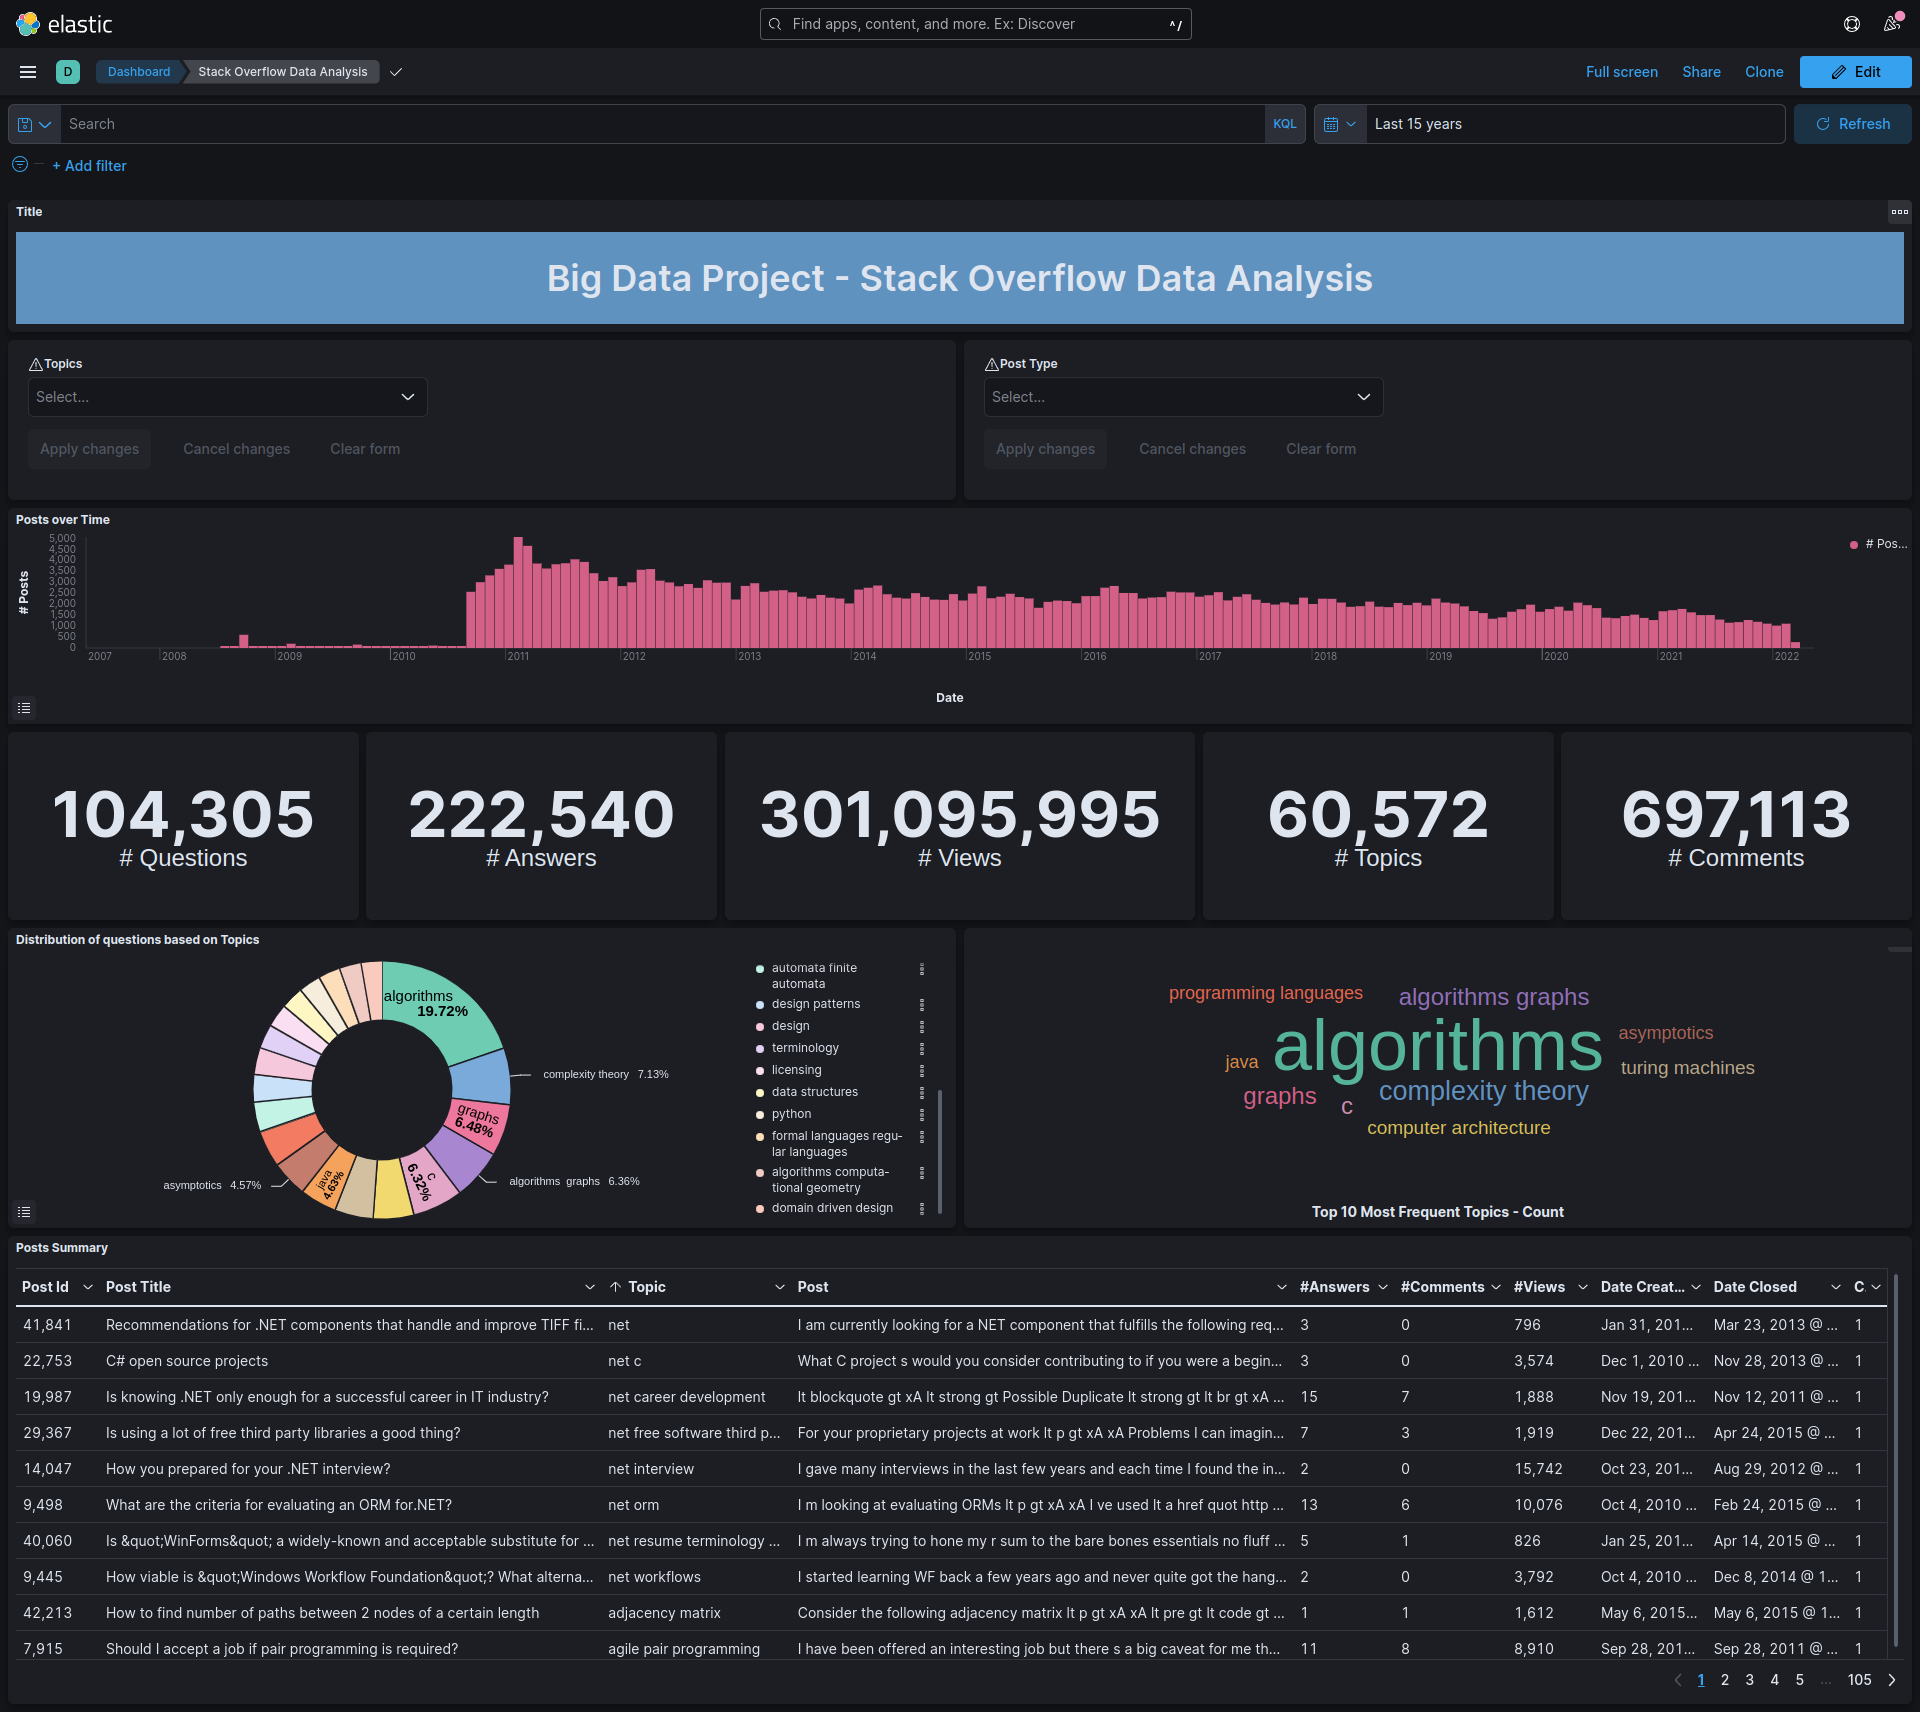 elastic
Find apps, content, and more. Ex: Discover ^/
D Dashboard Stack Overflow Data Analysis Full screen Share Clone Edit
Search KQL Last 15 years Refresh
+ Add filter
Title
Big Data Project - Stack Overflow Data Analysis
Topics
Select...
Apply changes Cancel changes Clear form
Post Type
Select...
Apply changes Cancel changes Clear form
Posts over Time
# Posts
5,000
4,500
4,000
3,500
3,000
2,500
2,000
1,500
1,000
500
0
2007 2008 2009 2010 2011 2012 2013 2014 2015 2016 2017 2018 2019 2020 2021 2022
Date
# Pos...
104,305
# Questions
222,540
# Answers
301,095,995
# Views
60,572
# Topics
697,113
# Comments
Distribution of questions based on Topics
algorithms
19.72%
complexity theory 7.13%
graphs
6.48%
algorithms graphs 6.36%
c
6.32%
java
4.63%
asymptotics 4.57%
automata finite
automata
design patterns
design
terminology
licensing
data structures
python
formal languages regu-
lar languages
algorithms computa-
tional geometry
domain driven design
programming languages
algorithms graphs
algorithms
asymptotics
java
turing machines
graphs
c
complexity theory
computer architecture
Top 10 Most Frequent Topics - Count
Posts Summary
Post Id Post Title Topic Post #Answers #Comments #Views Date Creat... Date Closed C.
41,841 Recommendations for .NET components that handle and improve TIFF fi... net I am currently looking for a NET component that fulfills the following req... 3 0 796 Jan 31, 201... Mar 23, 2013 @ ... 1
22,753 C# open source projects net c What C project s would you consider contributing to if you were a begin... 3 0 3,574 Dec 1, 2010 ... Nov 28, 2013 @ ... 1
19,987 Is knowing .NET only enough for a successful career in IT industry? net career development lt blockquote gt xA lt strong gt Possible Duplicate lt strong gt lt br gt xA ... 15 7 1,888 Nov 19, 201... Nov 12, 2011 @ ... 1
29,367 Is using a lot of free third party libraries a good thing? net free software third p... For your proprietary projects at work lt p gt xA xA Problems I can imagin... 7 3 1,919 Dec 22, 201... Apr 24, 2015 @ ... 1
14,047 How you prepared for your .NET interview? net interview I gave many interviews in the last few years and each time I found the in... 2 0 15,742 Oct 23, 201... Aug 29, 2012 @ ... 1
9,498 What are the criteria for evaluating an ORM for.NET? net orm I m looking at evaluating ORMs lt p gt xA xA I ve used lt a href quot http ... 13 6 10,076 Oct 4, 2010 ... Feb 24, 2015 @ ... 1
40,060 Is &quot;WinForms&quot; a widely-known and acceptable substitute for ... net resume terminology ... I m always trying to hone my r sum to the bare bones essentials no fluff ... 5 1 826 Jan 25, 201... Apr 14, 2015 @ ... 1
9,445 How viable is &quot;Windows Workflow Foundation&quot;? What alterna... net workflows I started learning WF back a few years ago and never quite got the hang... 2 0 3,792 Oct 4, 2010 ... Dec 8, 2014 @ 1... 1
42,213 How to find number of paths between 2 nodes of a certain length adjacency matrix Consider the following adjacency matrix lt p gt xA xA lt pre gt lt code gt ... 1 1 1,612 May 6, 2015... May 6, 2015 @ 1... 1
7,915 Should I accept a job if pair programming is required? agile pair programming I have been offered an interesting job but there s a big caveat for me th... 11 8 8,910 Sep 28, 201... Sep 28, 2011 @ ... 1
1 2 3 4 5 ... 105